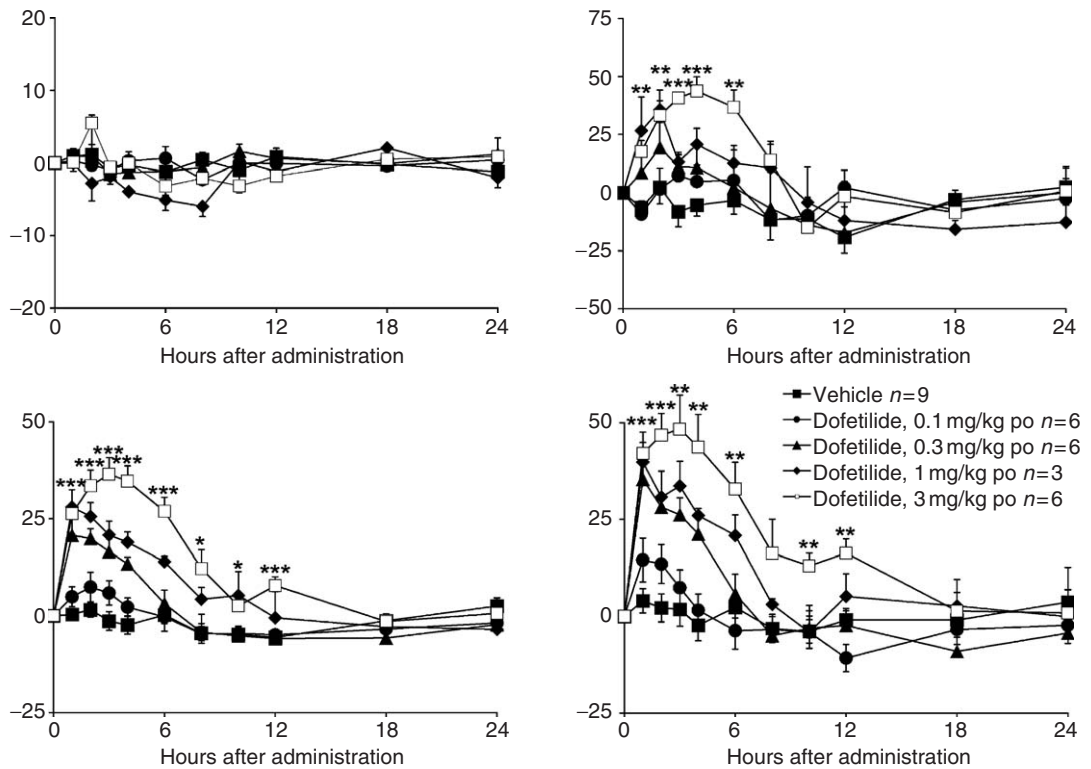 20
10
0
−10
−20
0 6 12 18 24
Hours after administration
75
50
25
0
−25
−50
** ** *** *** **
0 6 12 18 24
Hours after administration
50
25
0
−25
*** *** *** *** *** * * ***
0 6 12 18 24
Hours after administration
50
25
0
−25
*** *** ** ** ** ** **
Vehicle n=9
Dofetilide, 0.1 mg/kg po n=6
Dofetilide, 0.3 mg/kg po n=6
Dofetilide, 1 mg/kg po n=3
Dofetilide, 3 mg/kg po n=6
0 6 12 18 24
Hours after administration